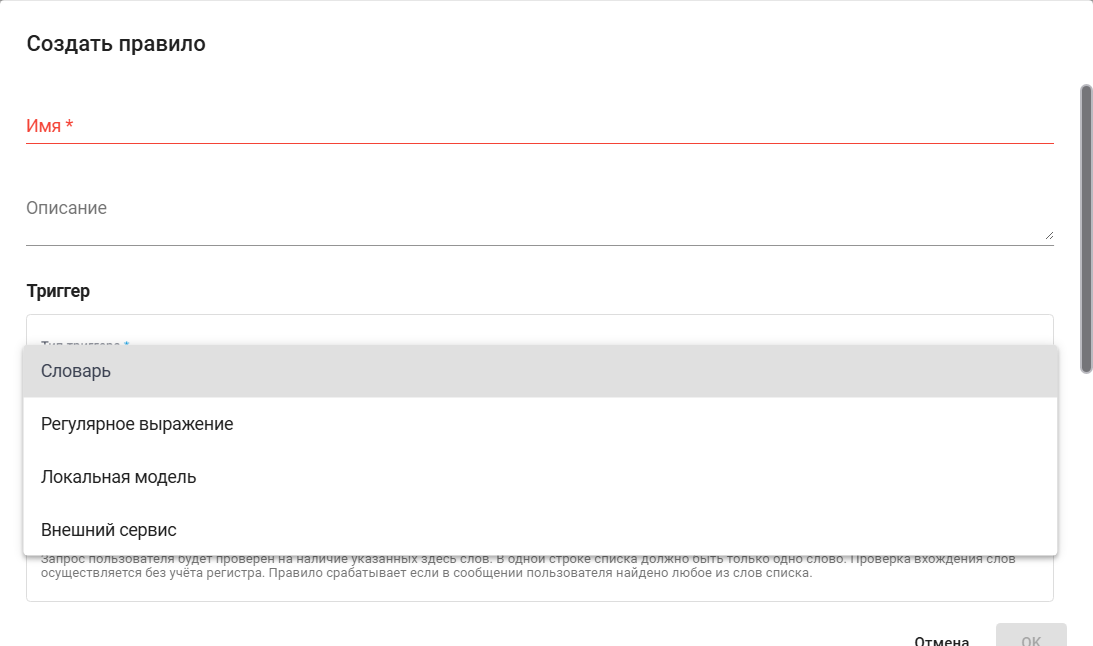 Создать правило
Имя *
Описание
Триггер
Тип триггера *
Словарь
Регулярное выражение
Локальная модель
Внешний сервис
Запрос пользователя будет проверен на наличие указанных здесь слов. В одной строке списка должно быть только одно слово. Проверка вхождения слов
осуществляется без учёта регистра. Правило срабатывает если в сообщении пользователя найдено любое из слов списка.
Отмена
ОК